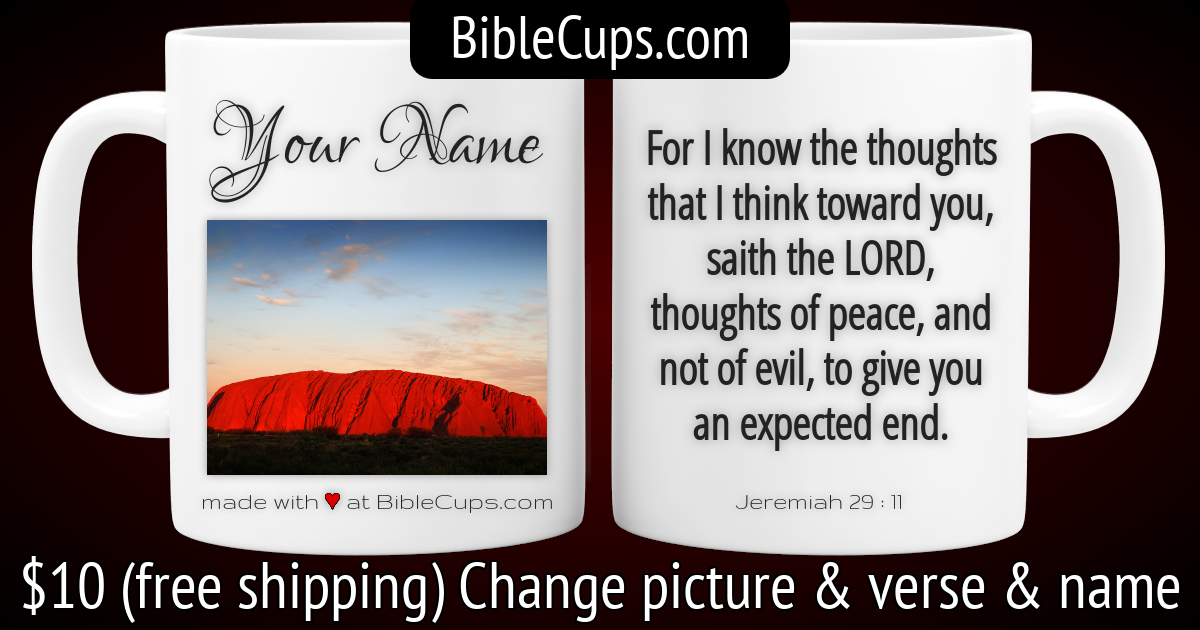 BibleCups.com
Your Name
made with ♥ at BibleCups.com
For I know the thoughts
that I think toward you,
saith the LORD,
thoughts of peace, and
not of evil, to give you
an expected end.
Jeremiah 29 : 11
$10 (free shipping) Change picture & verse & name